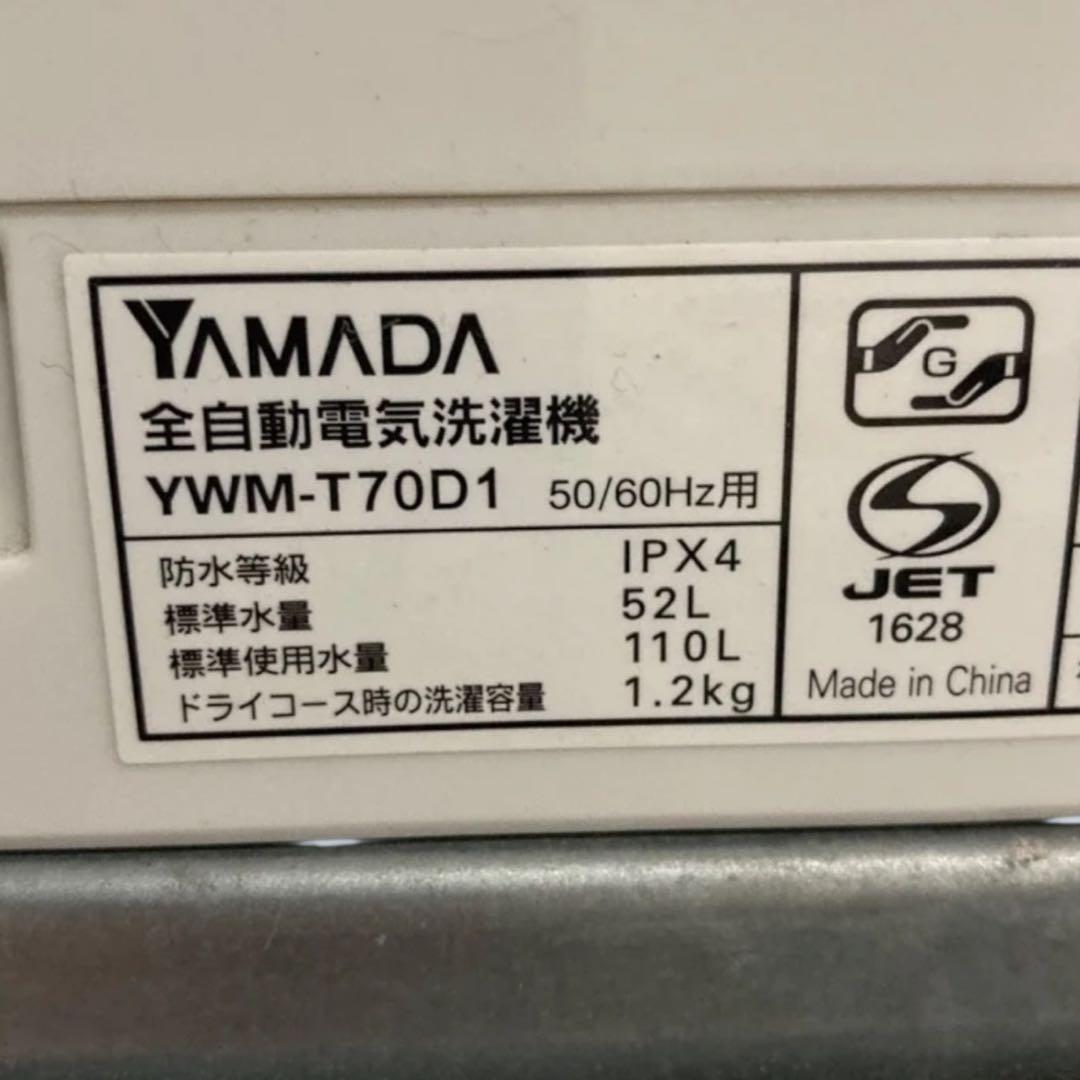 YAMADA
全自動電気洗濯機
YWM-T70D1 50/60Hz用
防水等級 IPX4
標準水量 52L
標準使用水量 110L
ドライコース時の洗濯容量 1.2kg
G
JET
1628
Made in China